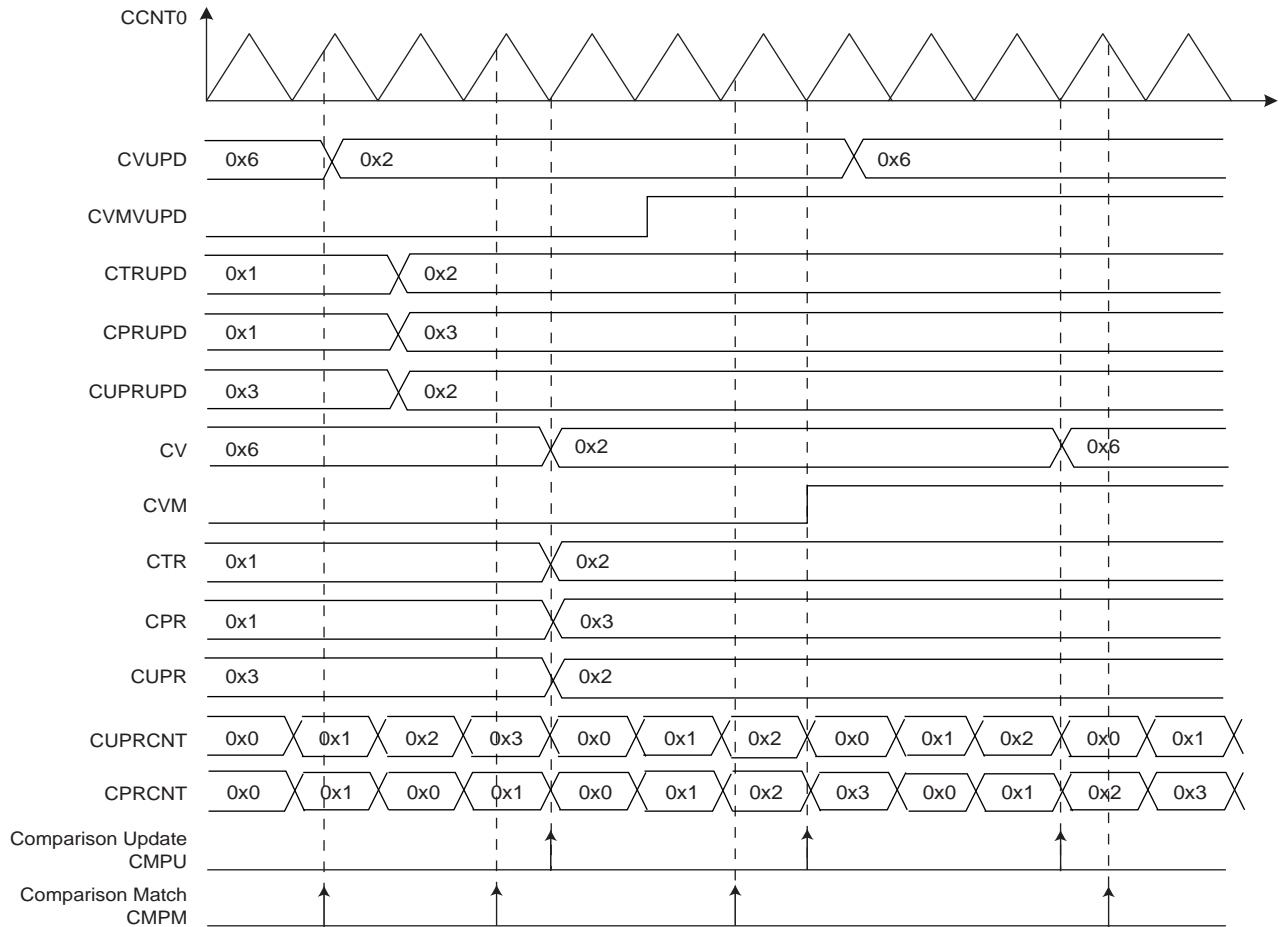 CCNT0
CVUPD 0x6 0x2 0x6
CVMVUPD
CTRUPD 0x1 0x2
CPRUPD 0x1 0x3
CUPRUPD 0x3 0x2
CV 0x6 0x2 0x6
CVM
CTR 0x1 0x2
CPR 0x1 0x3
CUPR 0x3 0x2
CUPRCNT 0x0 0x1 0x2 0x3 0x0 0x1 0x2 0x0 0x1 0x2 0x0 0x1
CPRCNT 0x0 0x1 0x0 0x1 0x0 0x1 0x2 0x3 0x0 0x1 0x2 0x3
Comparison Update
CMPU
Comparison Match
CMPM